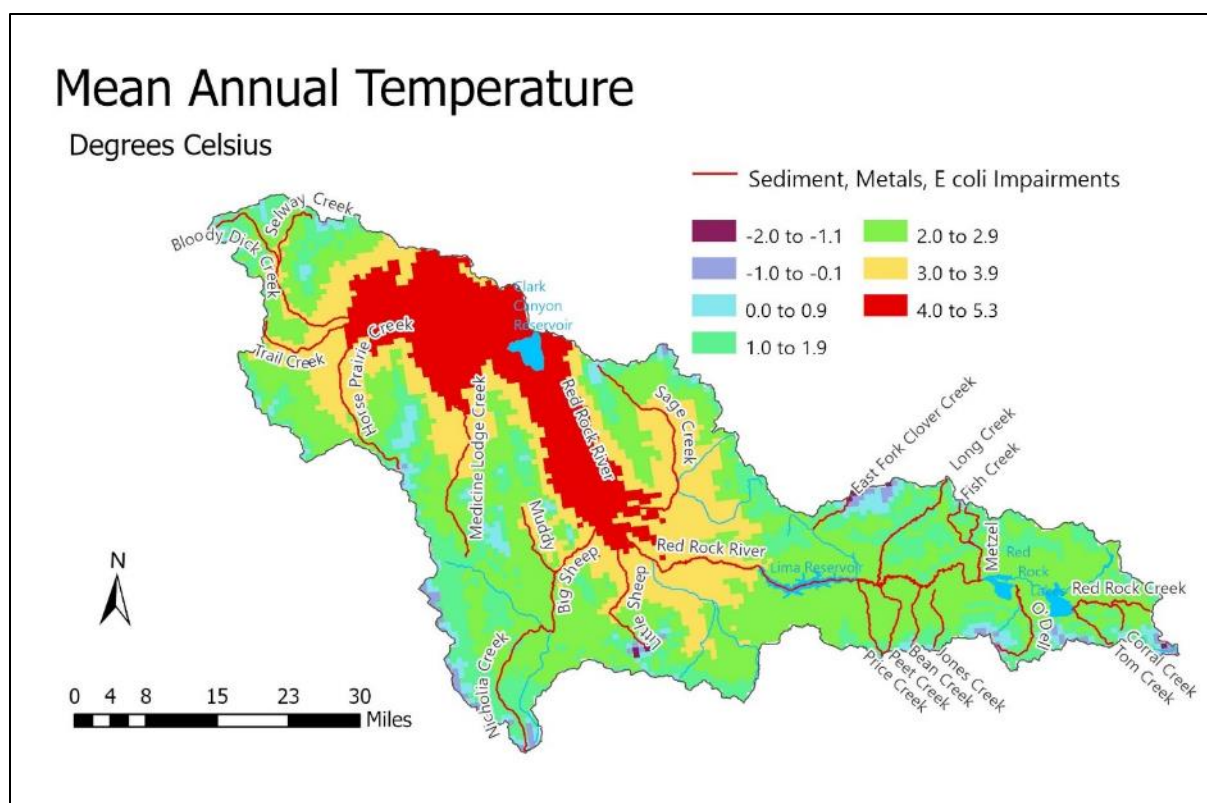 Mean Annual Temperature
Degrees Celsius
Sediment, Metals, E coli Impairments
-2.0 to -1.1
2.0 to 2.9
-1.0 to -0.1
3.0 to 3.9
0.0 to 0.9
4.0 to 5.3
1.0 to 1.9
Selway Creek
Bloody Dick Creek
Trail Creek
Horse Prairie Creek
Clark
Canyon
Reservoir
Medicine Lodge Creek
Red Rock River
Sage Creek
Muddy
Big Sheep
Little Sheep
Nicholia Creek
Red Rock River
Lima Reservoir
East Fork Clover Creek
Long Creek
Fish Creek
Metzel
Red
Rock
Lakes
Red Rock Creek
O'Dell
Corral Creek
Tom Creek
Jones Creek
Bean Creek
Peet Creek
Price Creek
N
0 4 8 15 23 30
Miles